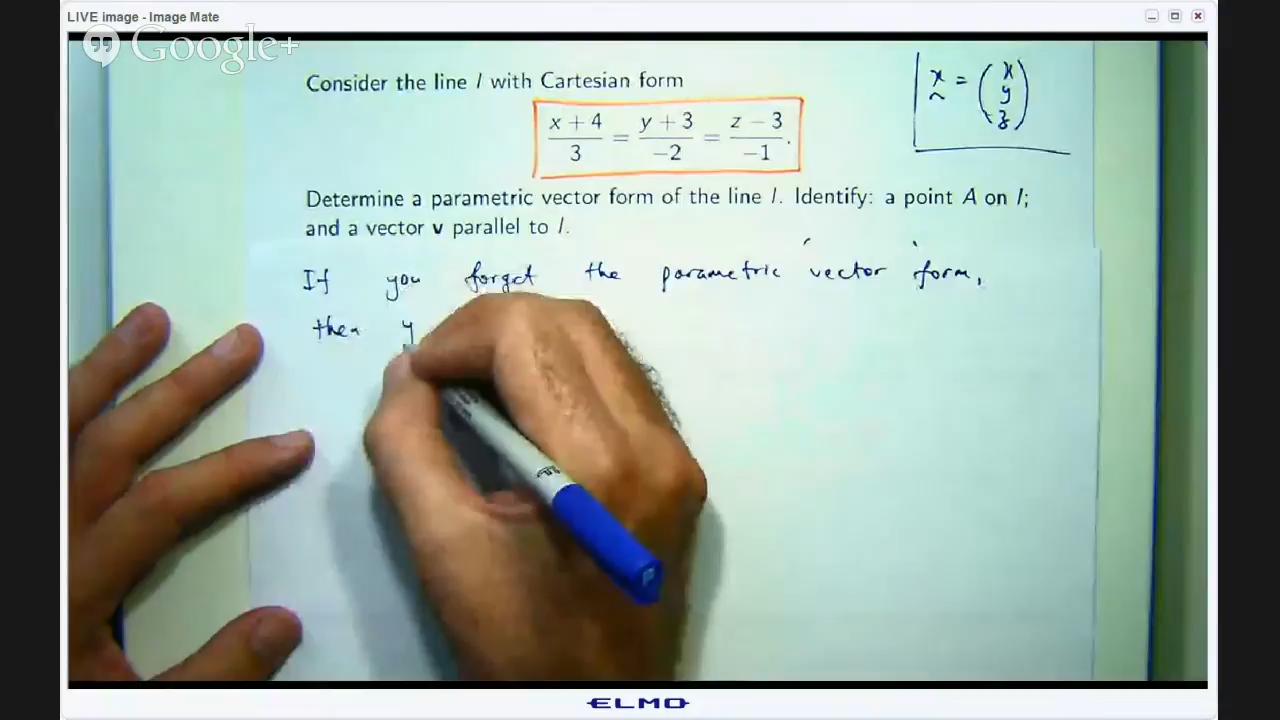 LIVE image - Image Mate
Google+
Consider the line l with Cartesian form
x + 4 / 3 = y + 3 / -2 = z - 3 / -1.
x = (x y z)
Determine a parametric vector form of the line l. Identify: a point A on l;
and a vector v parallel to l.
If you forget the parametric vector form,
then y
ELMO